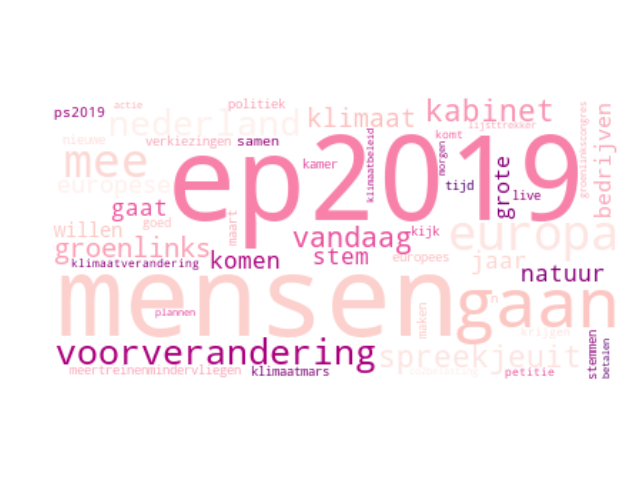 ps2019 actie politiek klimaat kabinet groenlinkscongres bedrijven
nederland lijsttrekker
nieuwe verkiezingen samen klimaatbeleid komt
mee kamer morgen grote
europese ep2019 tijd live
gaat goed maart
willen vandaag kijk europa
groenlinks stem europees jaar
klimaatverandering komen natuur
mensen gaan
plannen maken n krijgen
voorverandering spreekjeuit stemmen betalen
meertreinenmindervliegen klimaatmars petitie